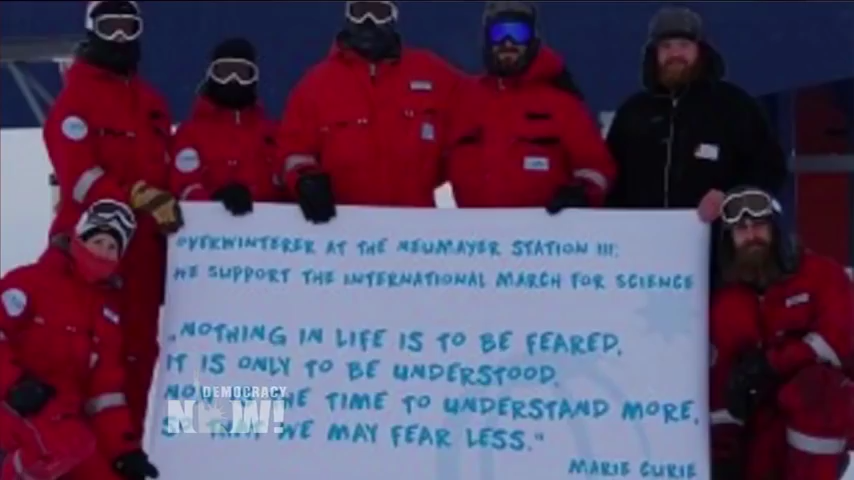 OVERWINTERER AT THE NEUMAYER STATION III:
WE SUPPORT THE INTERNATIONAL MARCH FOR SCIENCE
„NOTHING IN LIFE IS TO BE FEARED,
IT IS ONLY TO BE UNDERSTOOD.
THE TIME TO UNDERSTAND MORE,
WE MAY FEAR LESS."
MARIE CURIE
DEMOCRACY
NOW!